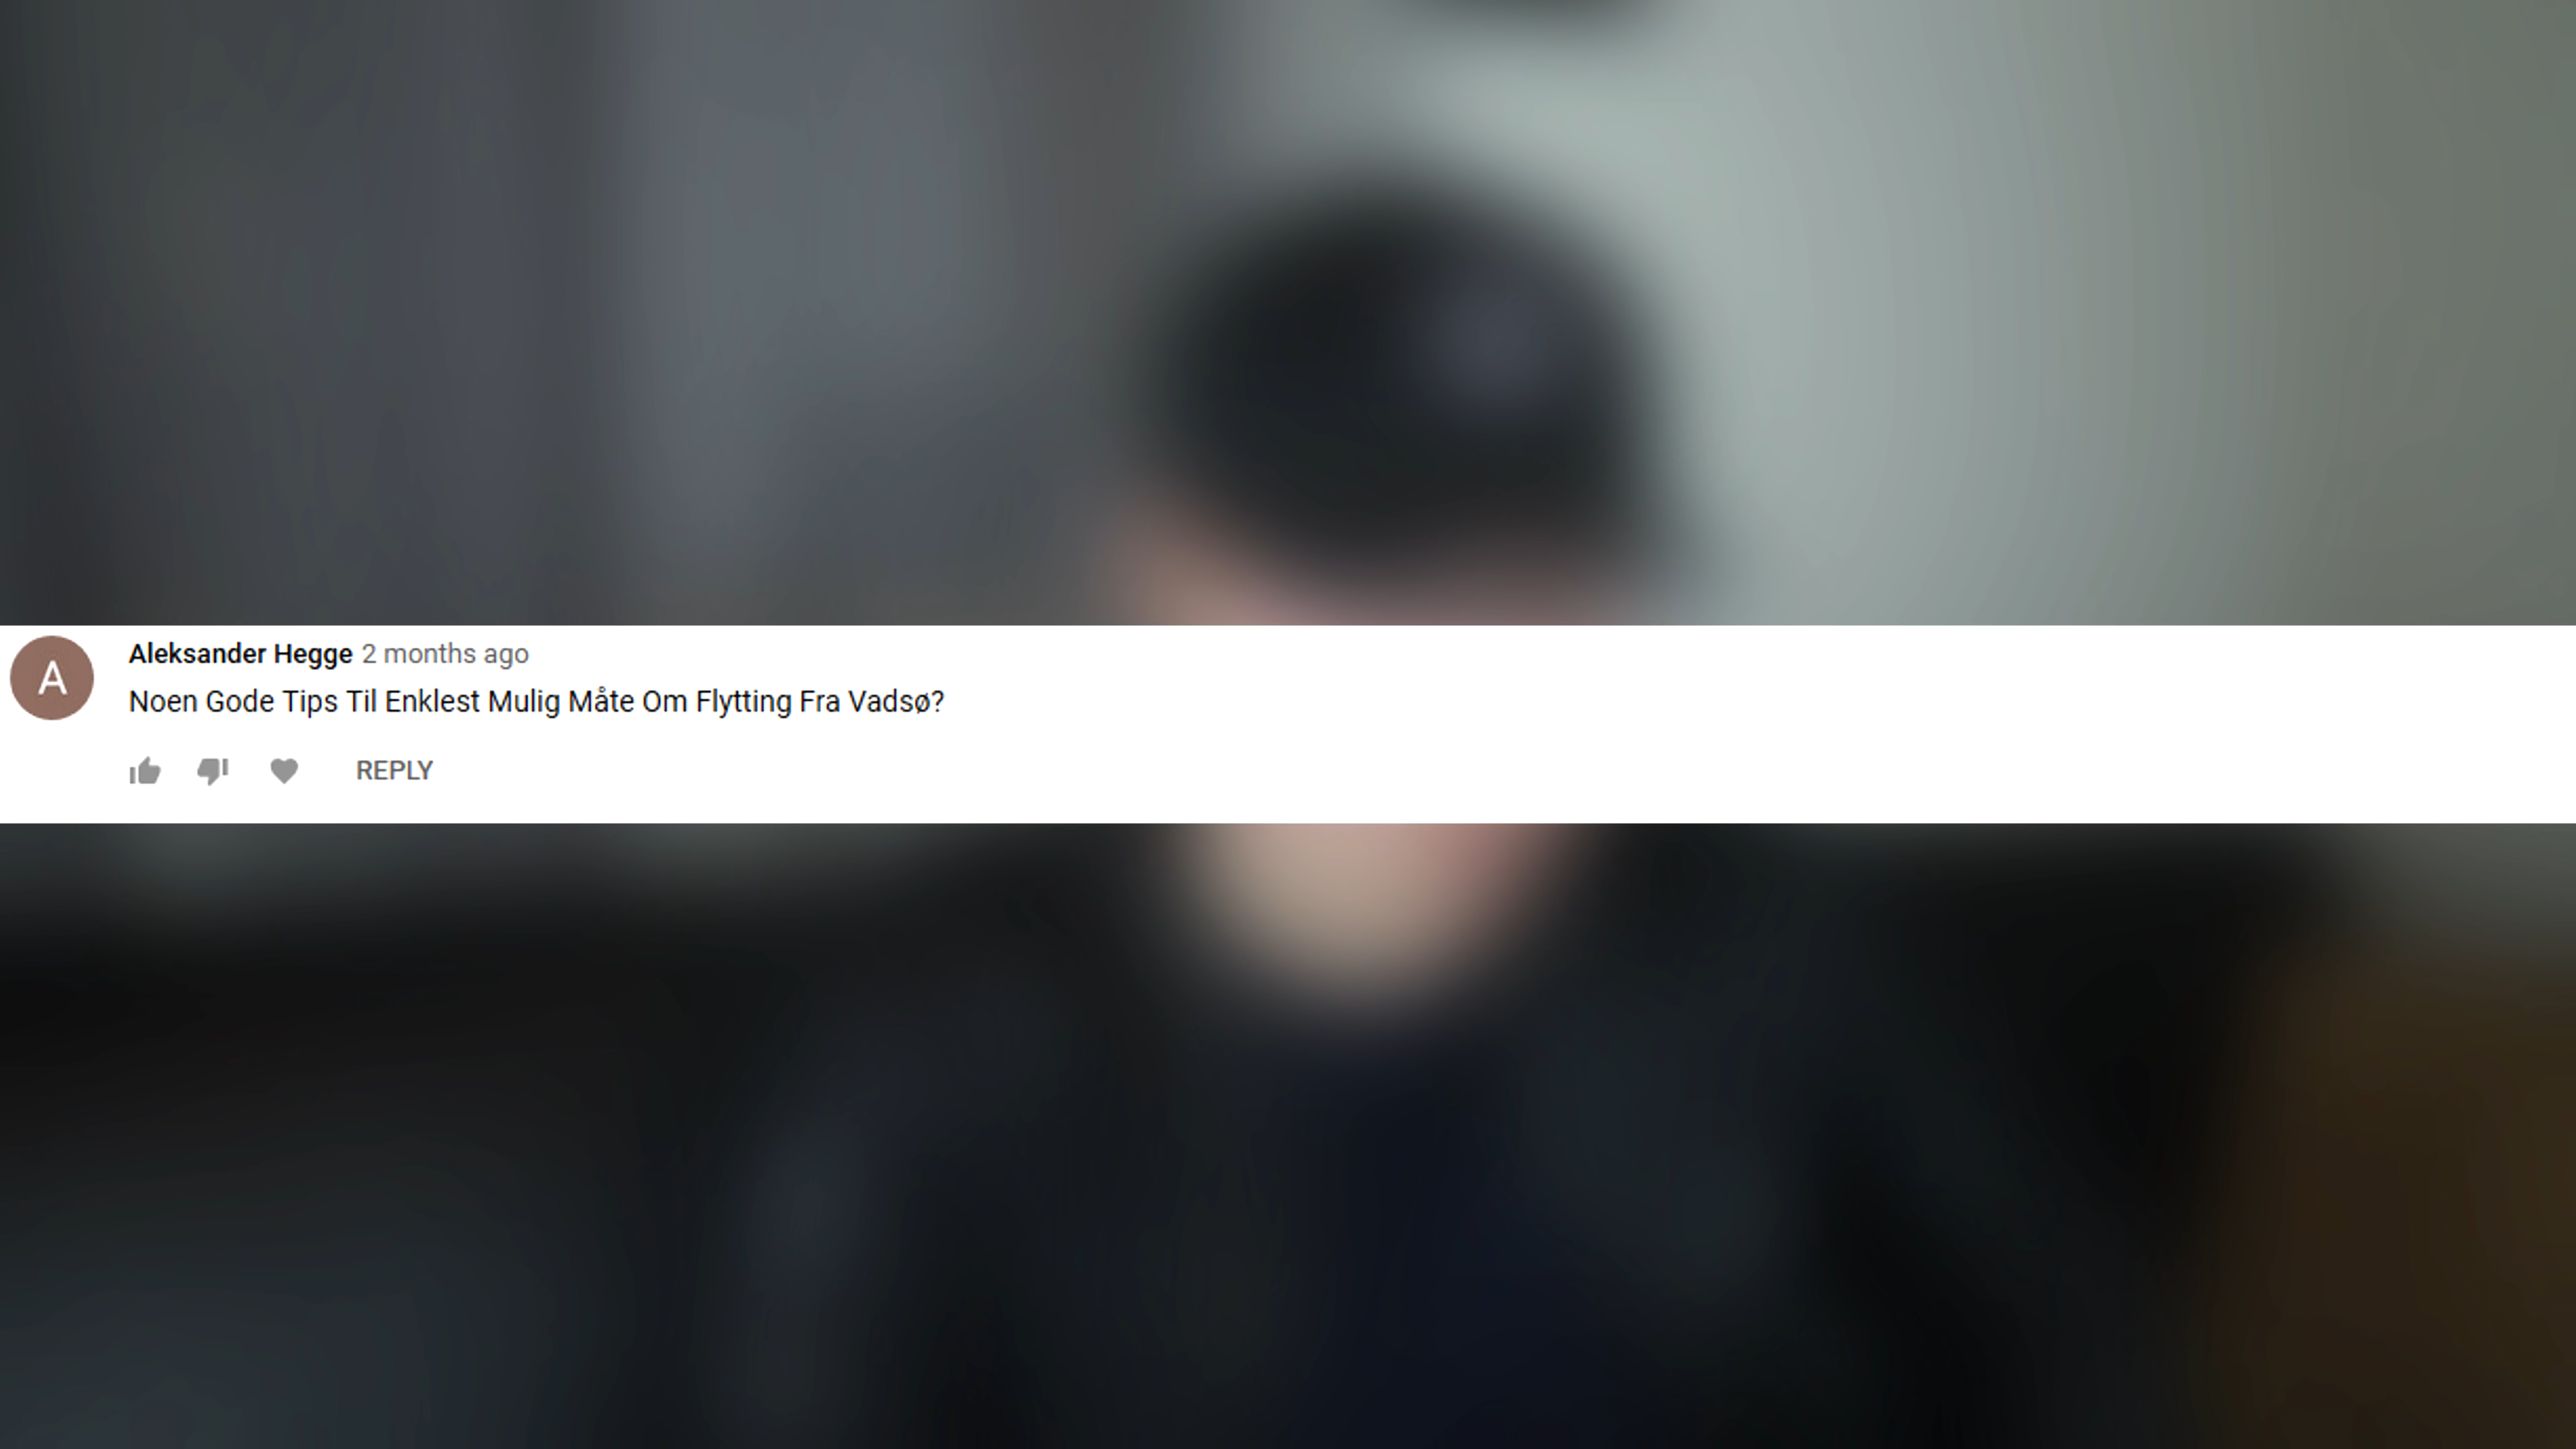 A
Aleksander Hegge 2 months ago
Noen Gode Tips Til Enklest Mulig Måte Om Flytting Fra Vadsø?
REPLY